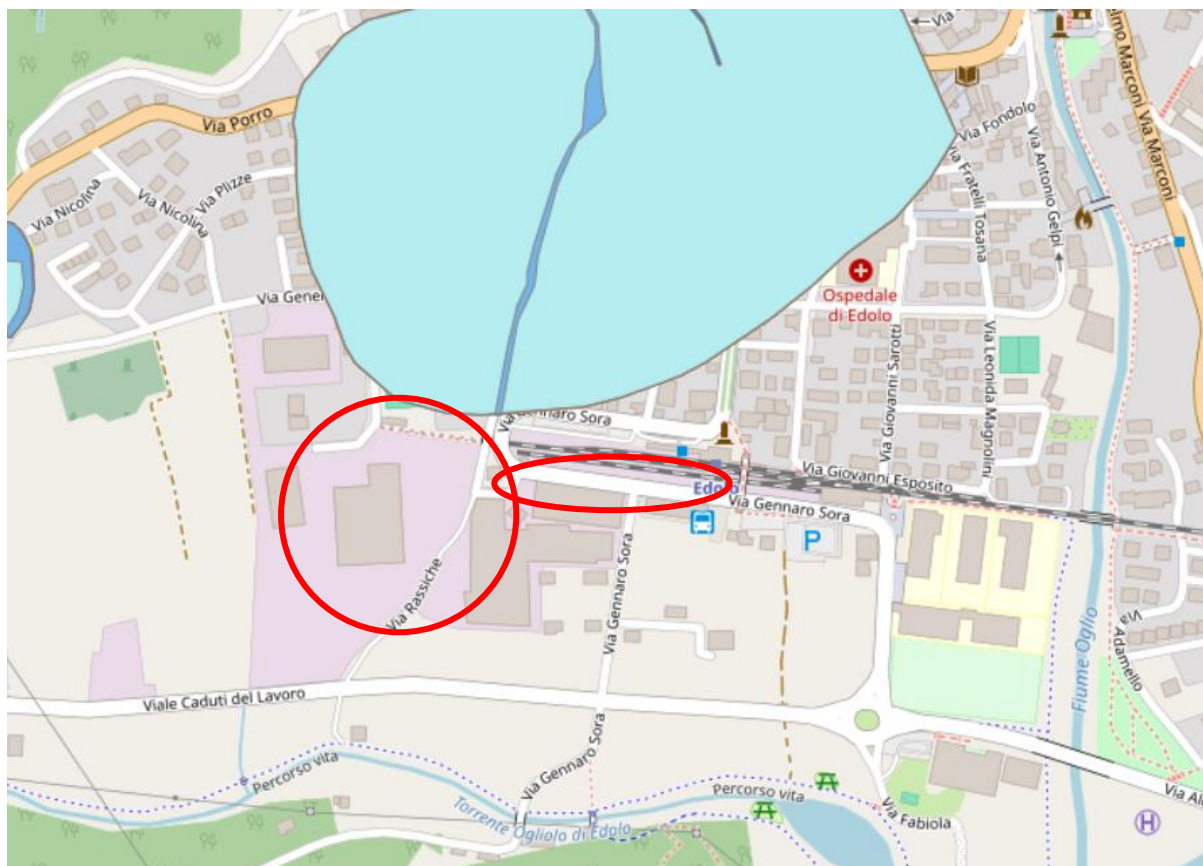 Via Porro
Via Nicolina
Via Nicolina
Via Plizze
Via Gene
elmo Marconi Via Marconi
Via Fondolo
Via Fratelli Tosana
Via Antonio Gelpi
Ospedale
di Edolo
Via Giovanni Sarotti
Via Leonida Magnolini
Via Gennaro Sora
Via Giovanni Esposito
Edolo
Via Gennaro Sora
P
Via Rassiche
Via Gennaro Sora
Via
Adamello
Fiume Oglio
Viale Caduti del Lavoro
Via Gennaro Sora
Percorso vita
Percorso vita
Torrente Ogliolo di Edolo
Via Fabiola
Via Al
H